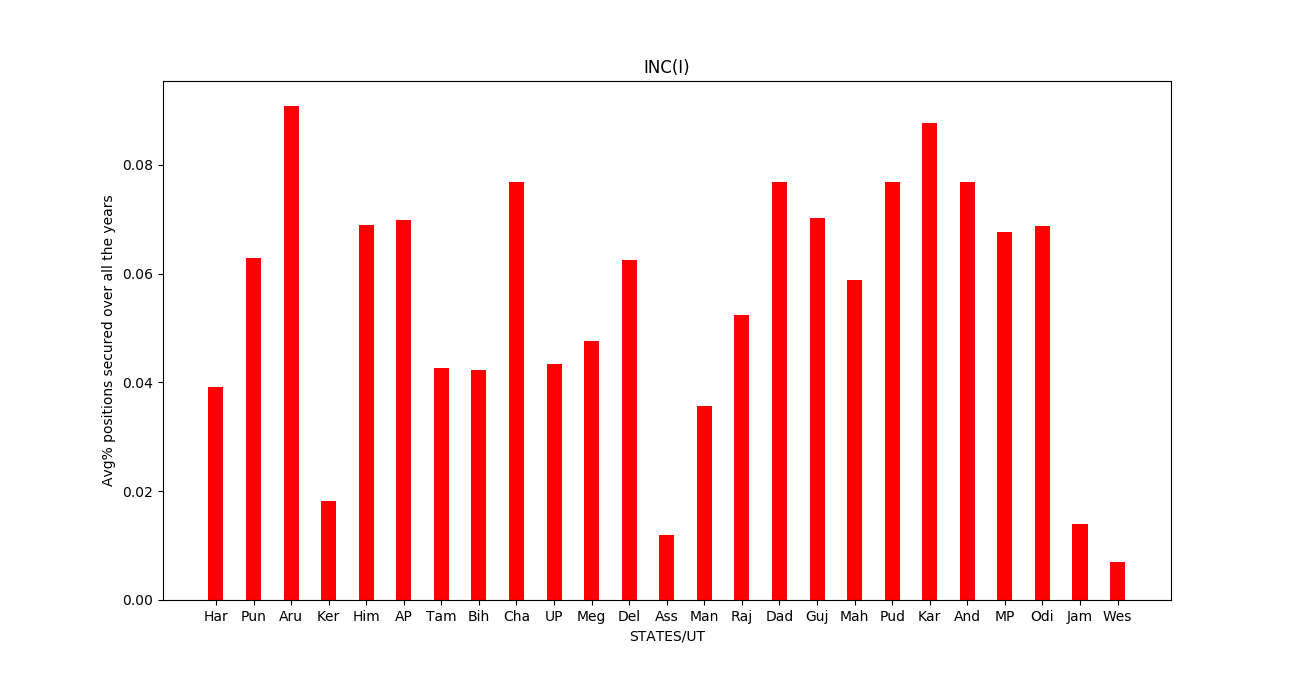 INC(I)
Avg% positions secured over all the years
0.08
0.06
0.04
0.02
0.00
Har Pun Aru Ker Him AP Tam Bih Cha UP Meg Del Ass Man Raj Dad Guj Mah Pud Kar And MP Odi Jam Wes
STATES/UT